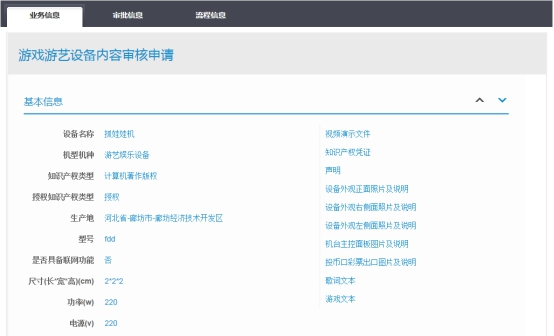 业务信息 审批信息 流程信息
游戏游艺设备内容审核申请
基本信息
设备名称 抓娃娃机
机型机种 游艺娱乐设备
知识产权类型 计算机著作版权
授权知识产权类型 授权
生产地 河北省-廊坊市-廊坊经济技术开发区
型号 fdd
是否具备联网功能 否
尺寸(长*宽*高)(cm) 2*2*2
功率(w) 220
电源(v) 220
视频演示文件
知识产权凭证
声明
设备外观正面照片及说明
设备外观右侧面照片及说明
设备外观左侧面照片及说明
机台主控面板图片及说明
投币口彩票出口图片及说明
歌词文本
游戏文本